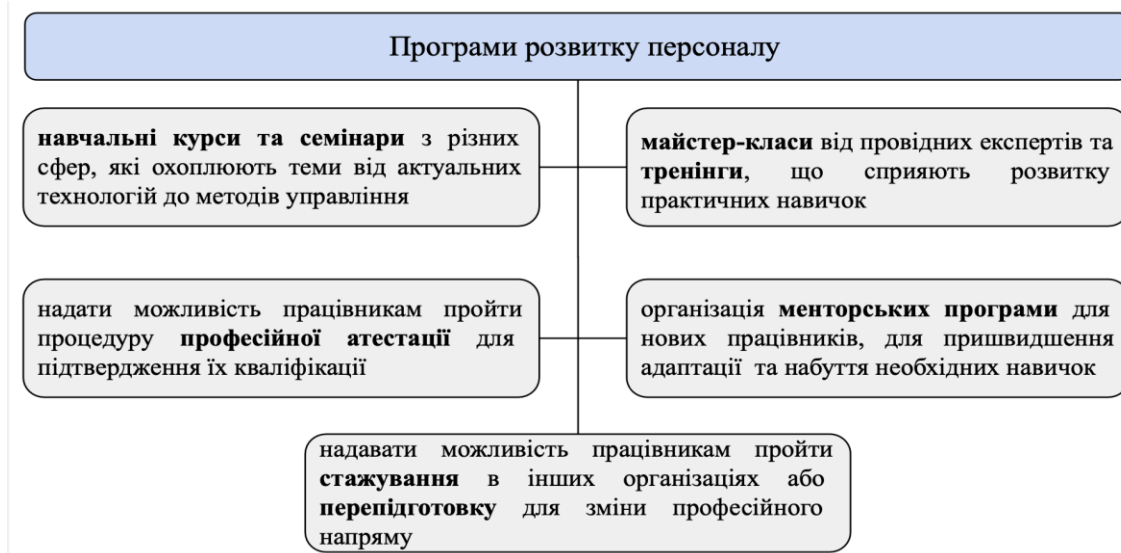 Програми розвитку персоналу
навчальні курси та семінари з різних
сфер, які охоплюють теми від актуальних
технологій до методів управління
майстер-класи від провідних експертів та
тренінги, що сприяють розвитку
практичних навичок
надати можливість працівникам пройти
процедуру професійної атестації для
підтвердження їх кваліфікації
організація менторських програми для
нових працівників, для пришвидшення
адаптації та набуття необхідних навичок
надавати можливість працівникам пройти
стажування в інших організаціях або
перепідготовку для зміни професійного
напряму